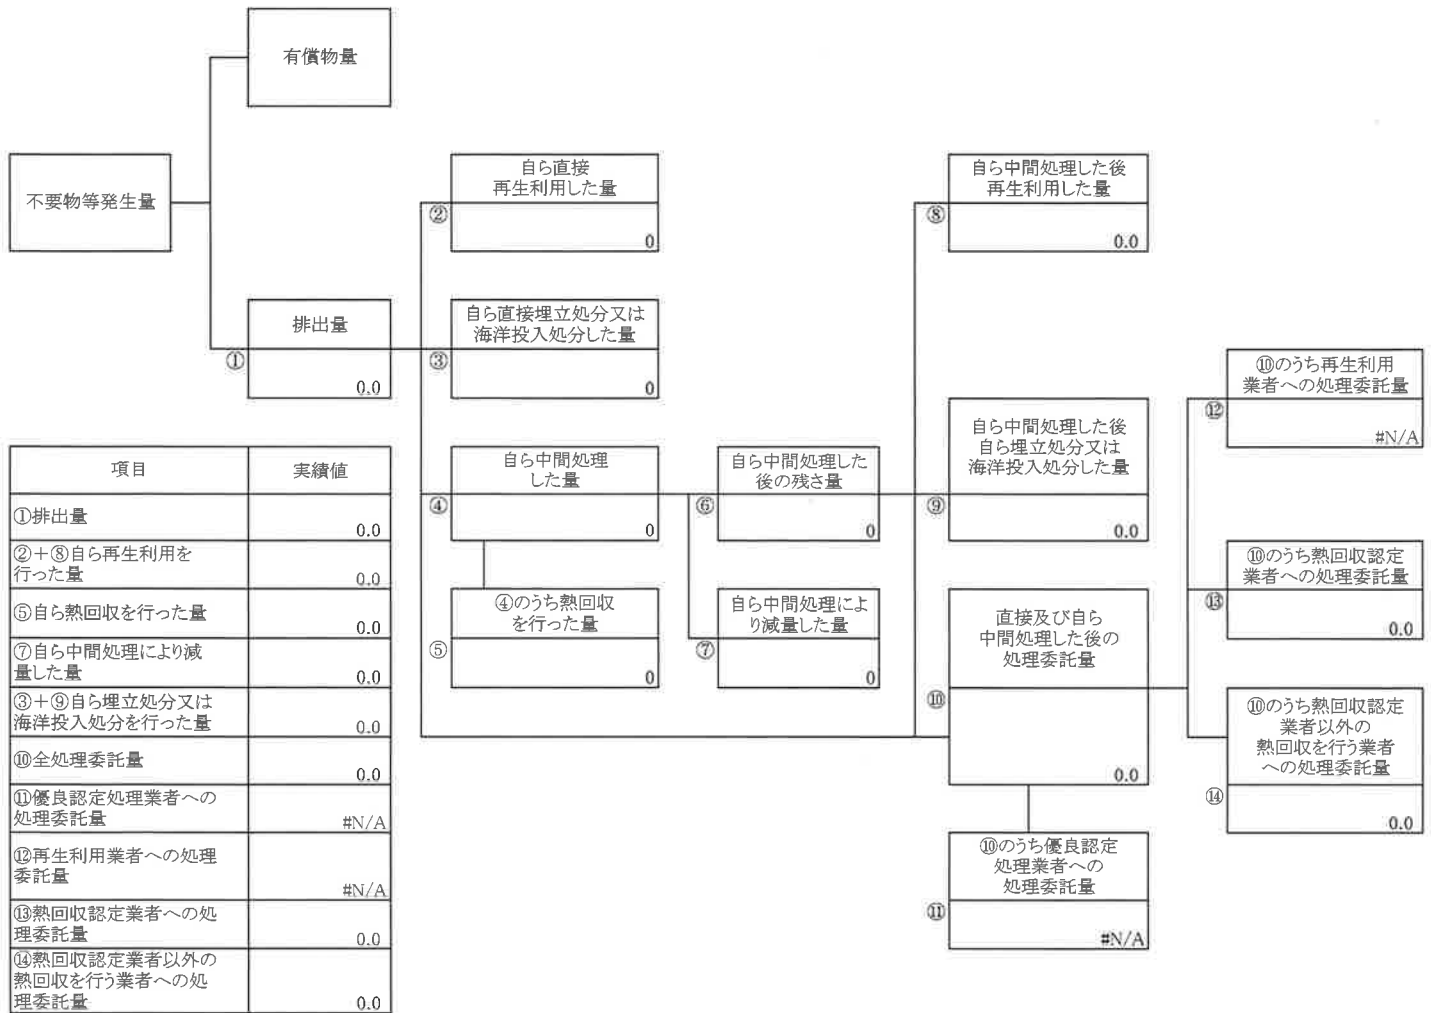 有償物量
不要物等発生量
自ら直接
再生利用した量
②
0
自ら中間処理した後
再生利用した量
⑧
0.0
排出量
①
0.0
自ら直接埋立処分又は
海洋投入処分した量
③
0
⑩のうち再生利用
業者への処理委託量
⑫
#N/A
自ら中間処理
した量
④
0
自ら中間処理した
後の残さ量
⑥
0
自ら中間処理した後
自ら埋立処分又は
海洋投入処分した量
⑨
0.0
⑩のうち熱回収認定
業者への処理委託量
⑬
0.0
④のうち熱回収
を行った量
⑤
0
自ら中間処理によ
り減量した量
⑦
0
直接及び自ら
中間処理した後の
処理委託量
⑩
0.0
⑩のうち熱回収認定
業者以外の
熱回収を行う業者
への処理委託量
⑭
0.0
⑩のうち優良認定
処理業者への
処理委託量
⑪
#N/A
項目 実績値
①排出量
0.0
②＋⑧自ら再生利用を
行った量 0.0
⑤自ら熱回収を行った量
0.0
⑦自ら中間処理により減
量した量 0.0
③＋⑨自ら埋立処分又は
海洋投入処分を行った量 0.0
⑩全処理委託量
0.0
⑪優良認定処理業者への
処理委託量 #N/A
⑫再生利用業者への処理
委託量
#N/A
⑬熱回収認定業者への処
理委託量 0.0
⑭熱回収認定業者以外の
熱回収を行う業者への処
理委託量 0.0